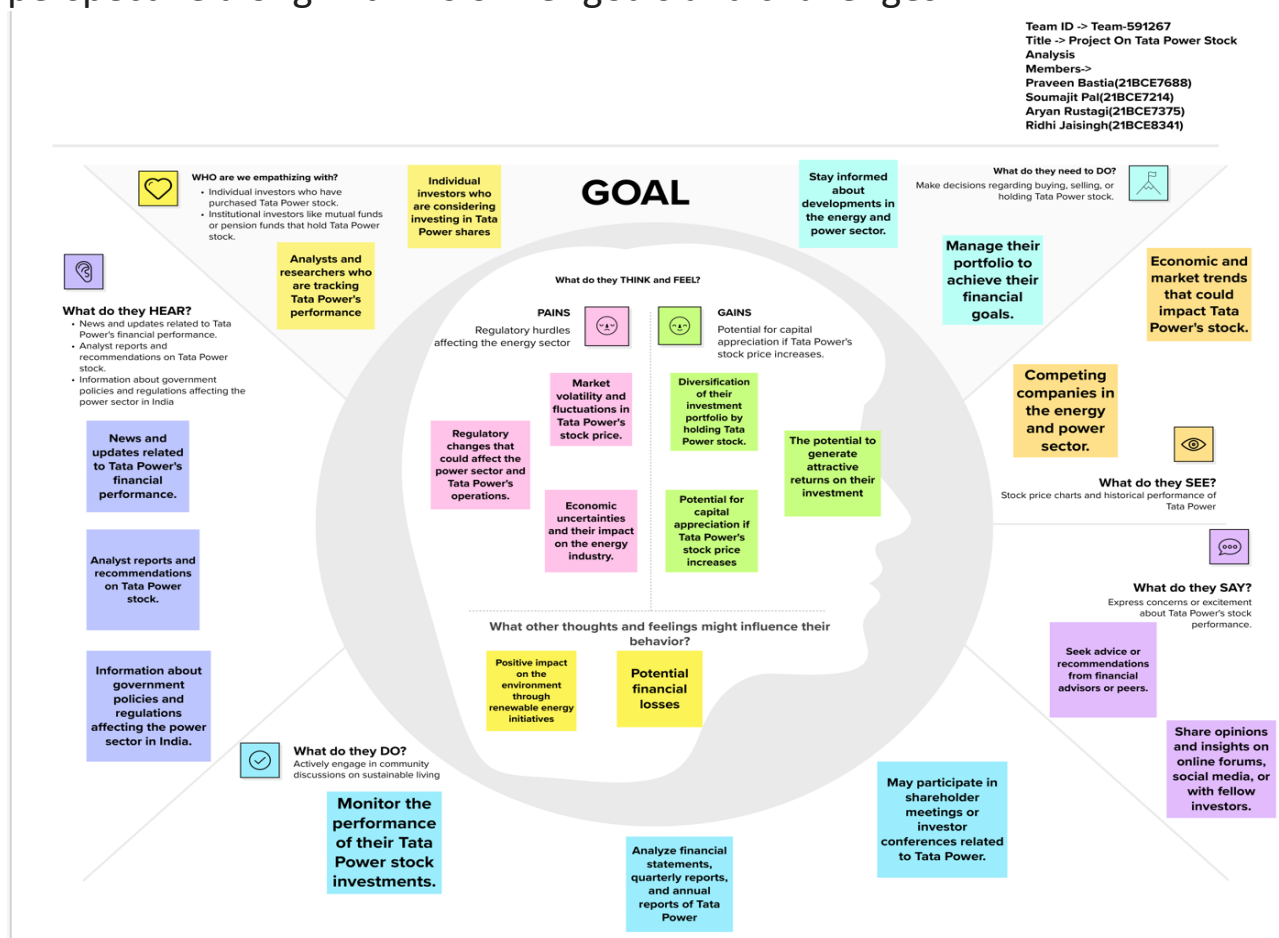 perspective along with his or her goals and challenges
Team ID -> Team-591267
Title -> Project On Tata Power Stock
Analysis
Members->
Praveen Bastia(21BCE7688)
Soumajit Pal(21BCE7214)
Aryan Rustagi(21BCE7375)
Ridhi Jaisingh(21BCE8341)
WHO are we empathizing with?
• Individual investors who have
purchased Tata Power stock.
• Institutional investors like mutual funds
or pension funds that hold Tata Power
stock.
Individual
investors who
are considering
investing in Tata
Power shares
Analysts and
researchers who
are tracking
Tata Power's
performance
GOAL
Stay informed
about
developments in
the energy and
power sector.
What do they need to DO?
Make decisions regarding buying, selling, or
holding Tata Power stock.
Manage their
portfolio to
achieve their
financial
goals.
Economic and
market trends
that could
impact Tata
Power's stock.
Competing
companies in
the energy
and power
sector.
What do they SEE?
Stock price charts and historical performance of
Tata Power
What do they HEAR?
• News and updates related to Tata
Power's financial performance.
• Analyst reports and
recommendations on Tata Power
stock.
• Information about government
policies and regulations affecting the
power sector in India
News and
updates related
to Tata Power's
financial
performance.
Analyst reports and
recommendations
on Tata Power
stock.
Information about
government
policies and
regulations
affecting the power
sector in India.
What do they THINK and FEEL?
PAINS
Regulatory hurdles
affecting the energy sector
Market
volatility and
fluctuations in
Tata Power's
stock price.
Regulatory
changes that
could affect the
power sector and
Tata Power's
operations.
Economic
uncertainties
and their impact
on the energy
industry.
GAINS
Potential for capital
appreciation if Tata Power's
stock price increases.
Diversification
of their
investment
portfolio by
holding Tata
Power stock.
The potential to
generate
attractive
returns on their
investment
Potential for
capital
appreciation if
Tata Power's
stock price
increases
What other thoughts and feelings might influence their
behavior?
Positive impact
on the
environment
through
renewable energy
initiatives
Potential
financial
losses
What do they SAY?
Express concerns or excitement
about Tata Power's stock
performance.
Seek advice or
recommendations
from financial
advisors or peers.
Share opinions
and insights on
online forums,
social media, or
with fellow
investors.
What do they DO?
Actively engage in community
discussions on sustainable living
Monitor the
performance
of their Tata
Power stock
investments.
Analyze financial
statements,
quarterly reports,
and annual
reports of Tata
Power
May participate in
shareholder
meetings or
investor
conferences related
to Tata Power.